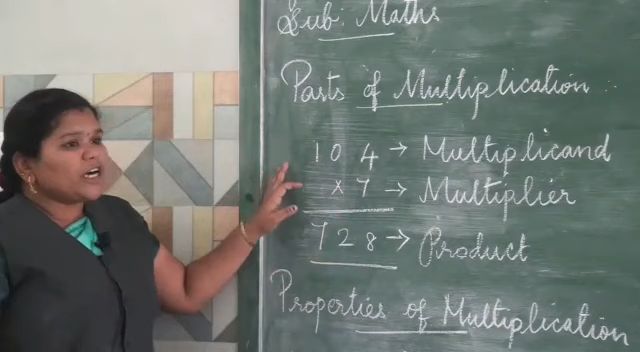 Sub: Maths
Parts of Multiplication
104 → Multiplicand
x 7 → Multiplier
728 → Product
Properties of Multiplication